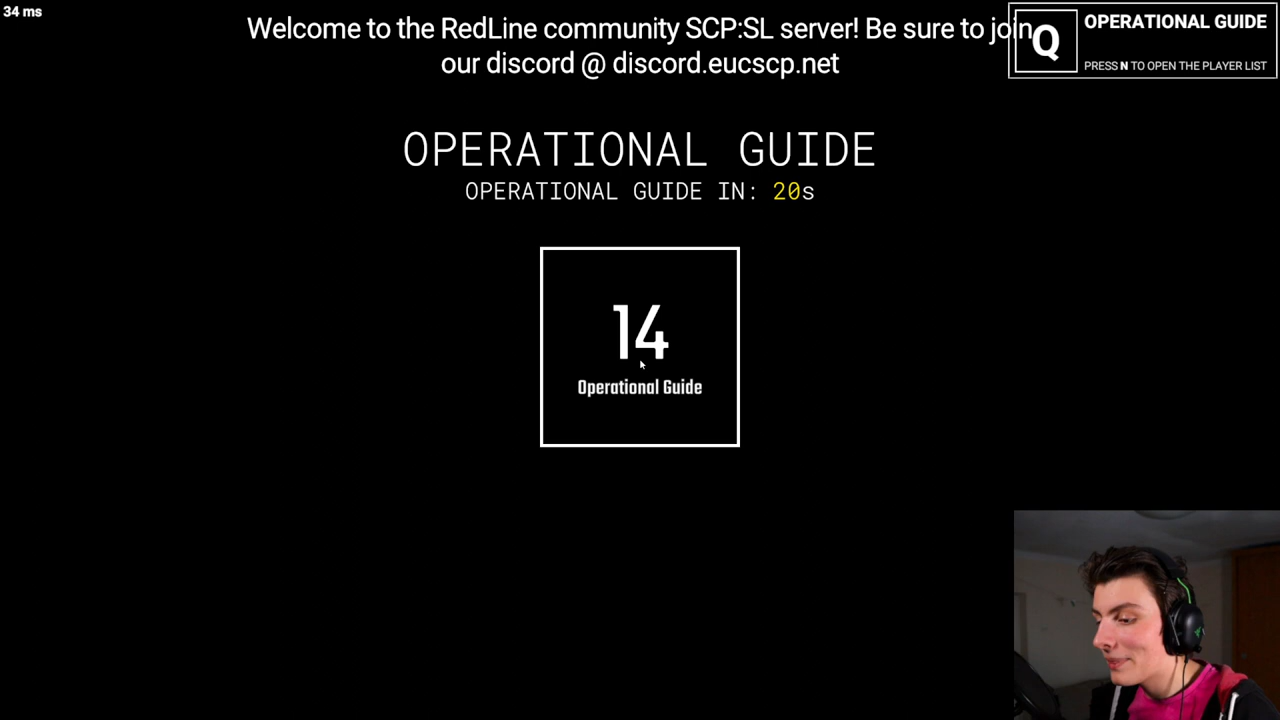 34 ms
Welcome to the RedLine community SCP:SL server! Be sure to join
our discord @ discord.eucscp.net
Q
OPERATIONAL GUIDE
PRESS N TO OPEN THE PLAYER LIST
OPERATIONAL GUIDE
OPERATIONAL GUIDE IN: 20s
14
Operational Guide